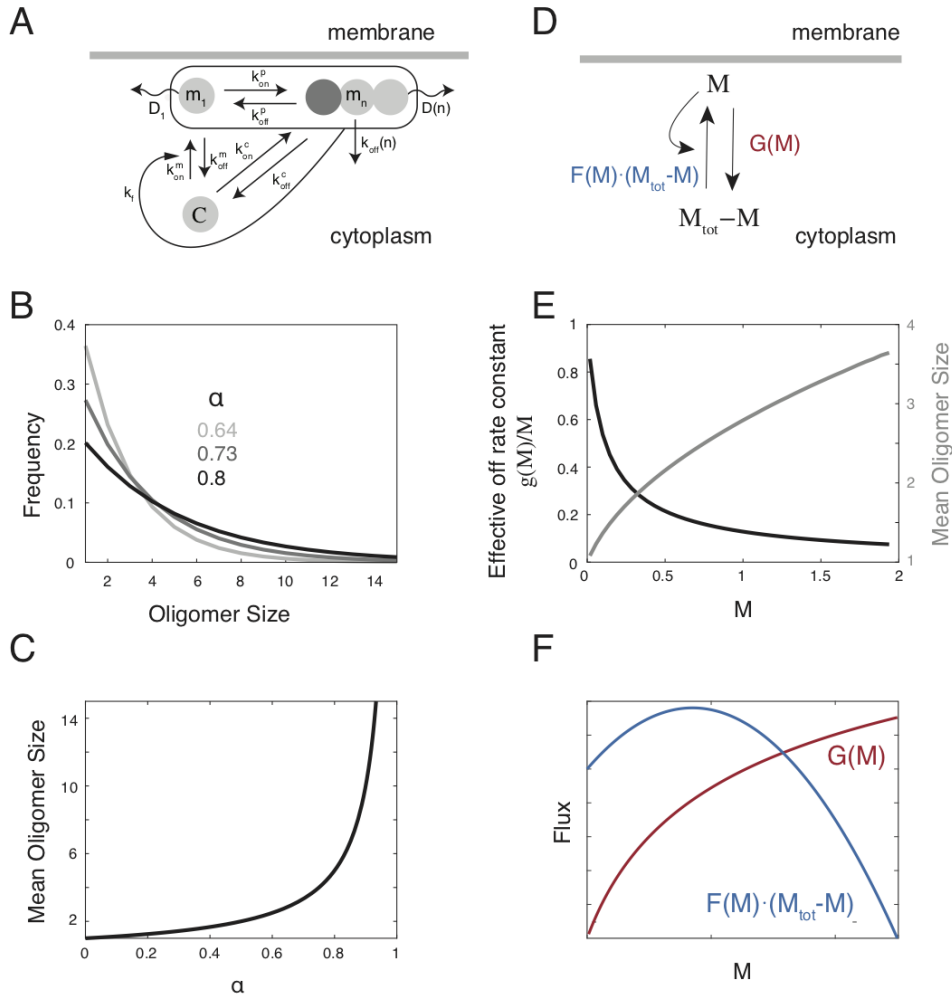 A
membrane
m₁
k_on^p
k_off^p
m_n
D₁
D(n)
k_on^m
k_off^m
k_on^c
k_off^c
k_off(n)
k_f
C
cytoplasm
D
membrane
M
F(M)·(M_tot-M)
G(M)
M_tot−M
cytoplasm
B
0.4
0.3
0.2
0.1
0
Frequency
α
0.64
0.73
0.8
2 4 6 8 10 12 14
Oligomer Size
E
Effective off rate constant
g(M)/M
1
0.8
0.6
0.4
0.2
0
4
3
2
1
Mean Oligomer Size
0 0.5 1 1.5 2
M
C
Mean Oligomer Size
14
10
6
2
0 0.2 0.4 0.6 0.8 1
α
F
Flux
G(M)
F(M)·(M_tot-M)
M